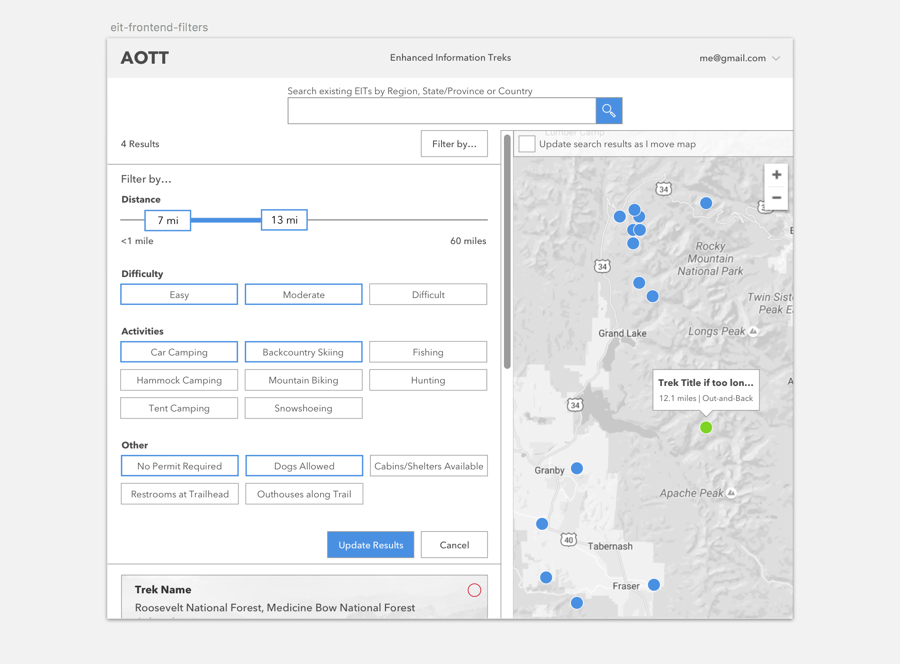 eit-frontend-filters
AOTT
Enhanced Information Treks
me@gmail.com
Search existing EITs by Region, State/Province or Country
4 Results
Filter by...
Lumber Camp
Update search results as I move map
Filter by...
Distance
7 mi
13 mi
<1 mile
60 miles
Difficulty
Easy
Moderate
Difficult
Activities
Car Camping
Backcountry Skiing
Fishing
Hammock Camping
Mountain Biking
Hunting
Tent Camping
Snowshoeing
Other
No Permit Required
Dogs Allowed
Cabins/Shelters Available
Restrooms at Trailhead
Outhouses along Trail
Update Results
Cancel
Trek Name
Roosevelt National Forest, Medicine Bow National Forest
+
−
34
Rocky
Mountain
National Park
34
Twin Sist
Peak E
Longs Peak
Grand Lake
Trek Title if too lon...
12.1 miles | Out-and-Back
34
Granby
Apache Peak
40
Tabernash
Fraser